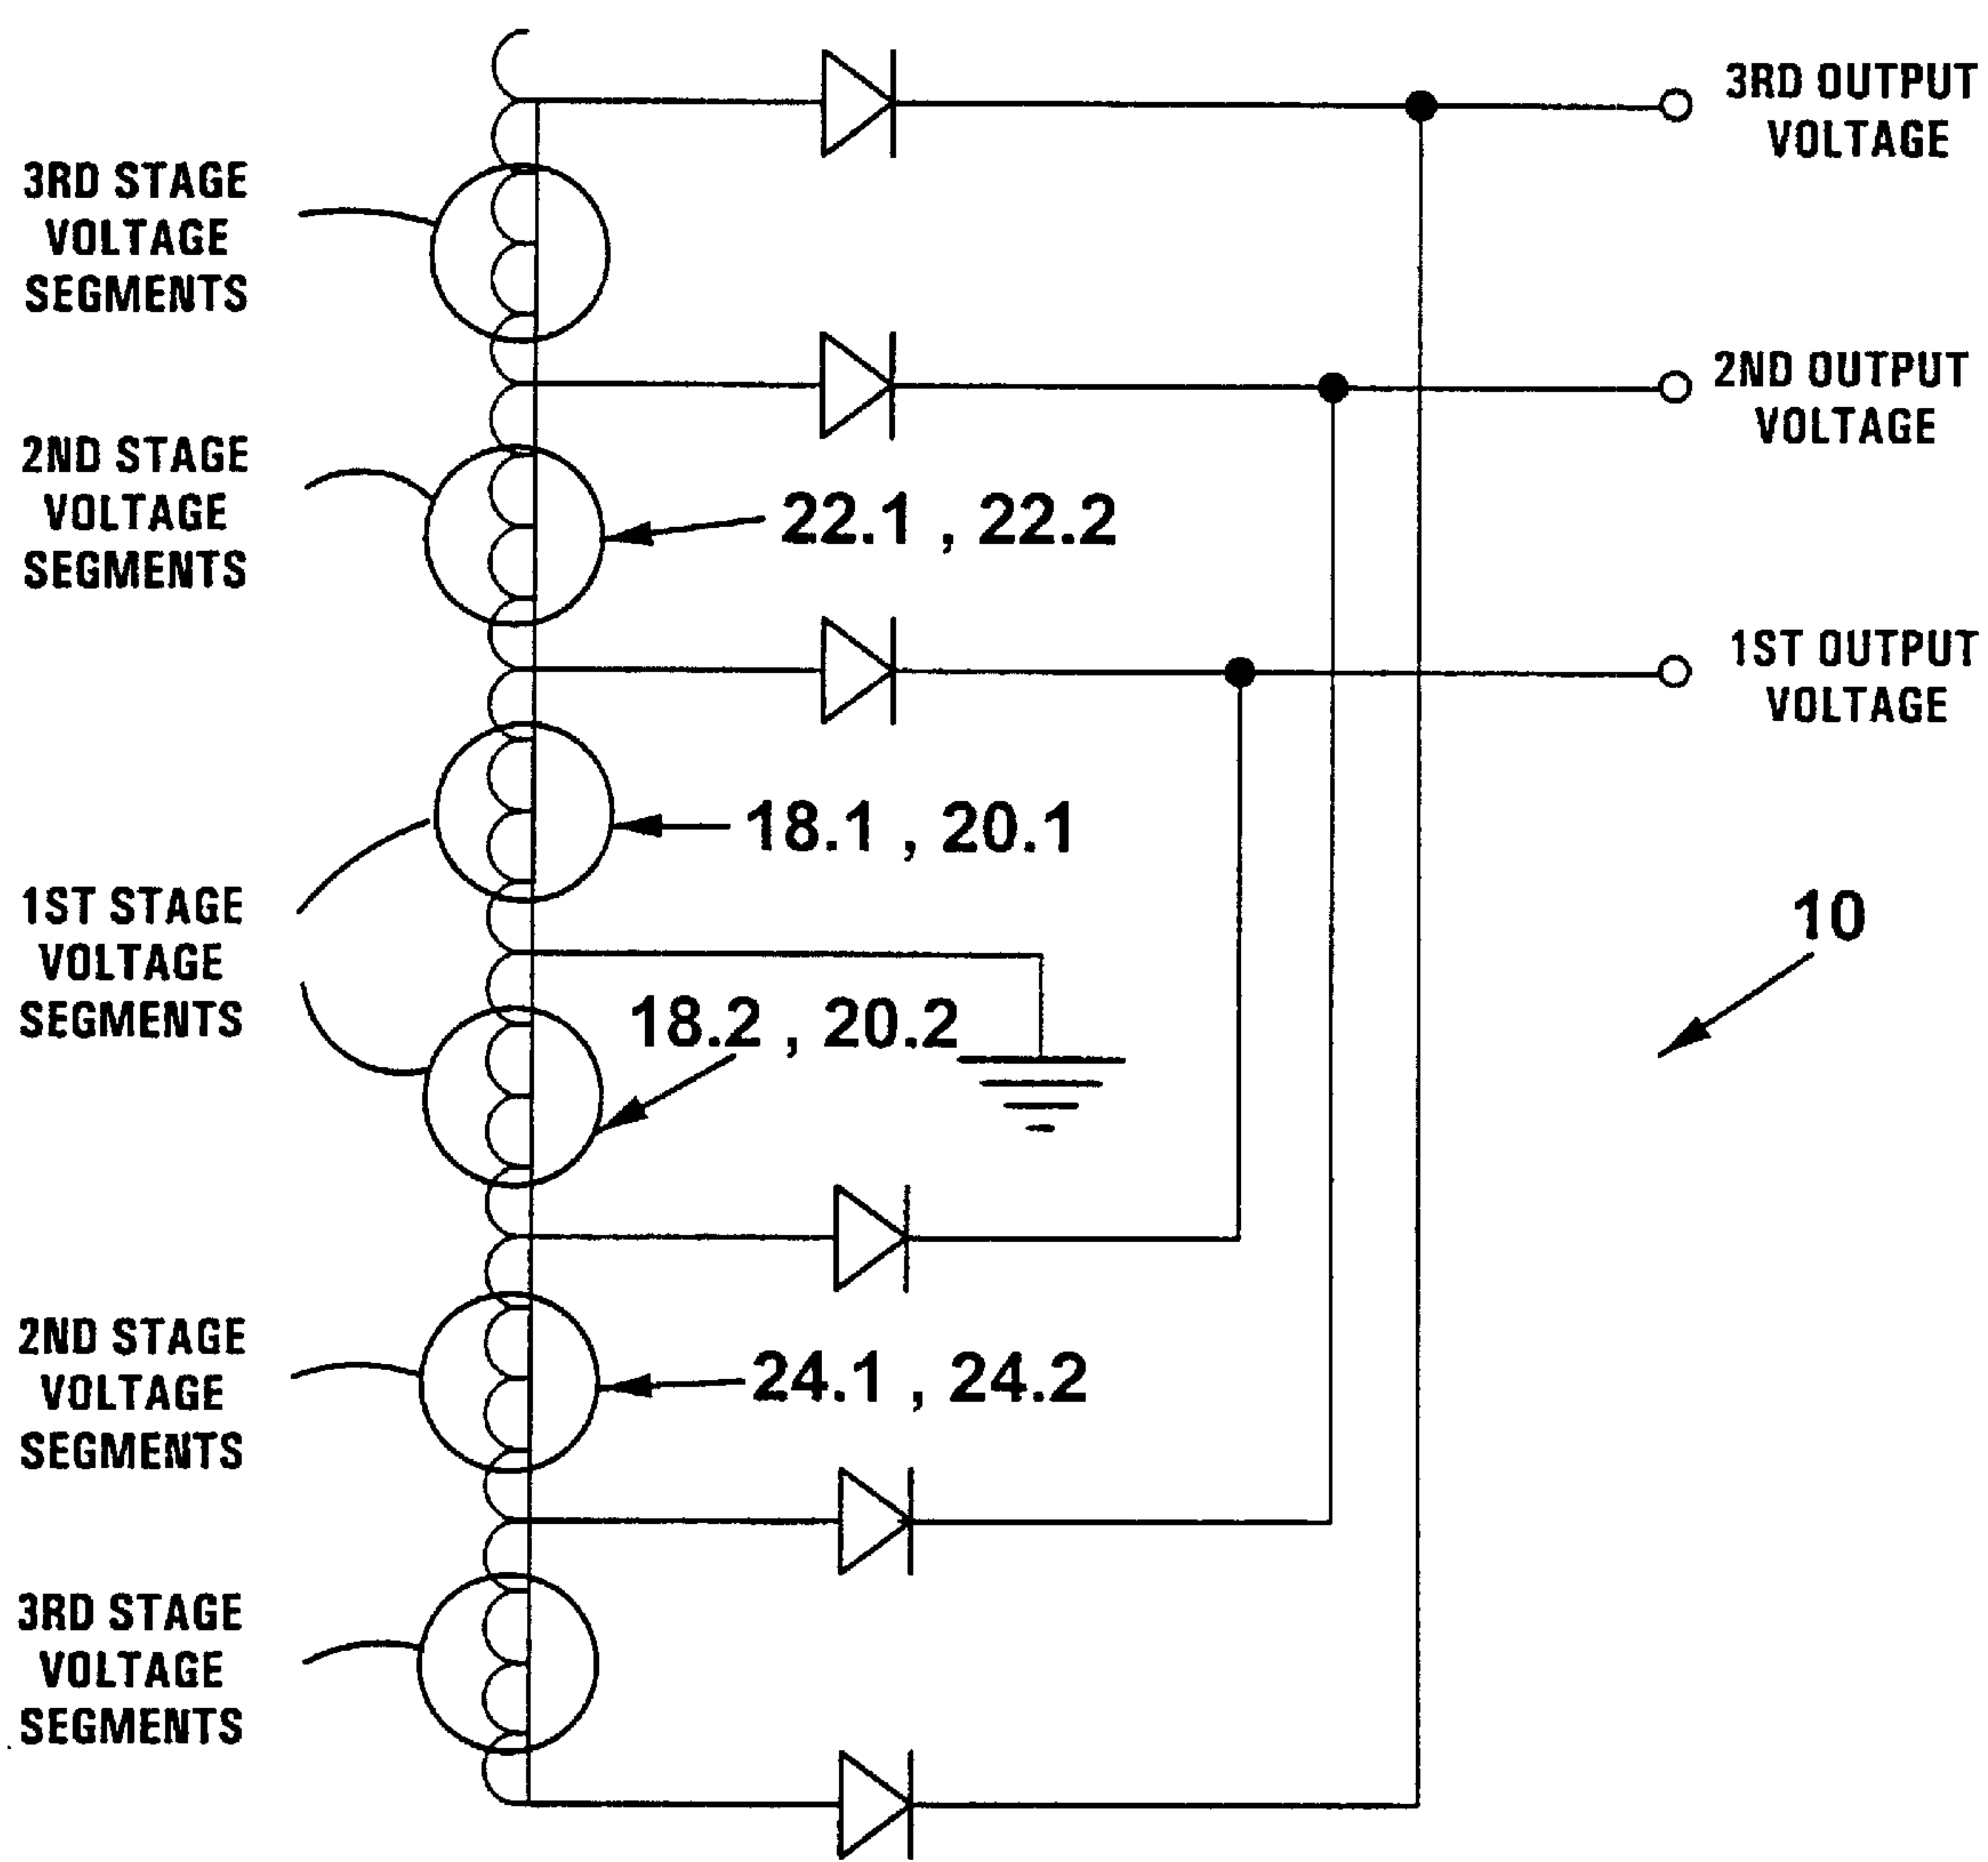 3RD OUTPUT
VOLTAGE
3RD STAGE
VOLTAGE
SEGMENTS
2ND OUTPUT
VOLTAGE
2ND STAGE
VOLTAGE
SEGMENTS
22.1 , 22.2
1ST OUTPUT
VOLTAGE
18.1 , 20.1
1ST STAGE
VOLTAGE
SEGMENTS
10
18.2 , 20.2
2ND STAGE
VOLTAGE
SEGMENTS
24.1 , 24.2
3RD STAGE
VOLTAGE
SEGMENTS